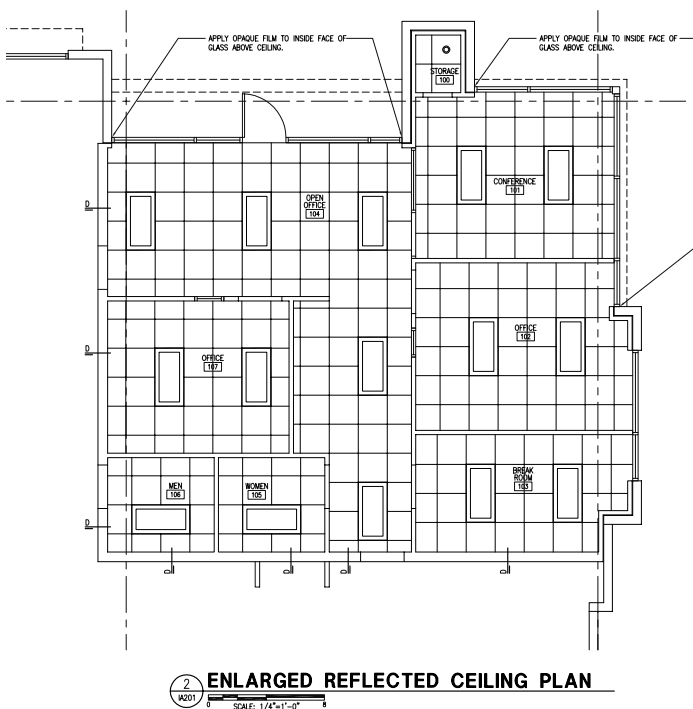 APPLY OPAQUE FILM TO INSIDE FACE OF
GLASS ABOVE CEILING.
APPLY OPAQUE FILM TO INSIDE FACE OF
GLASS ABOVE CEILING.
STORAGE
100
CONFERENCE
101
OPEN
OFFICE
104
D
OFFICE
102
D
OFFICE
107
BREAK
ROOM
103
MEN
106
WOMEN
105
D
D
D
D
D
2
IA201
ENLARGED REFLECTED CEILING PLAN
0 8
SCALE: 1/4"=1'-0"